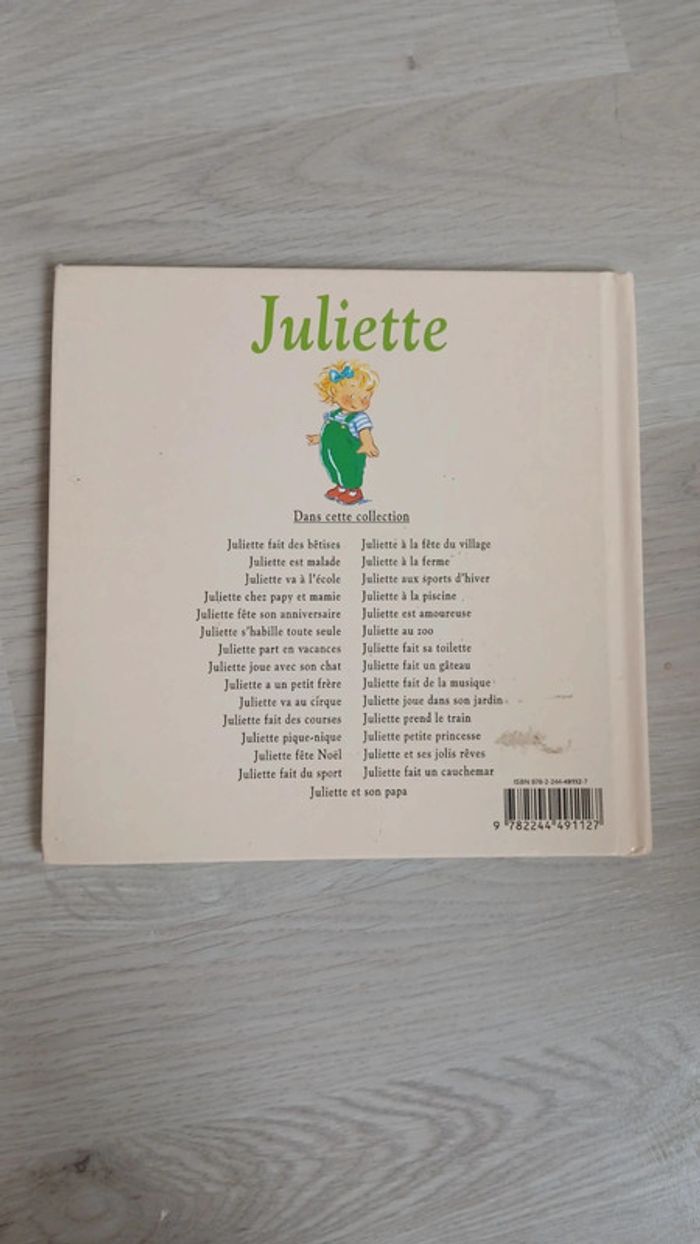 Juliette
Dans cette collection
Juliette fait des bêtises
Juliette est malade
Juliette va à l'école
Juliette chez papy et mamie
Juliette fête son anniversaire
Juliette s'habille toute seule
Juliette part en vacances
Juliette joue avec son chat
Juliette a un petit frère
Juliette va au cirque
Juliette fait des courses
Juliette pique-nique
Juliette fête Noël
Juliette fait du sport
Juliette à la fête du village
Juliette à la ferme
Juliette aux sports d'hiver
Juliette à la piscine
Juliette est amoureuse
Juliette au zoo
Juliette fait sa toilette
Juliette fait un gâteau
Juliette fait de la musique
Juliette joue dans son jardin
Juliette prend le train
Juliette petite princesse
Juliette et ses jolis rêves
Juliette fait un cauchemar
Juliette et son papa
ISBN 978-2-244-49112-7
9 782244 491127